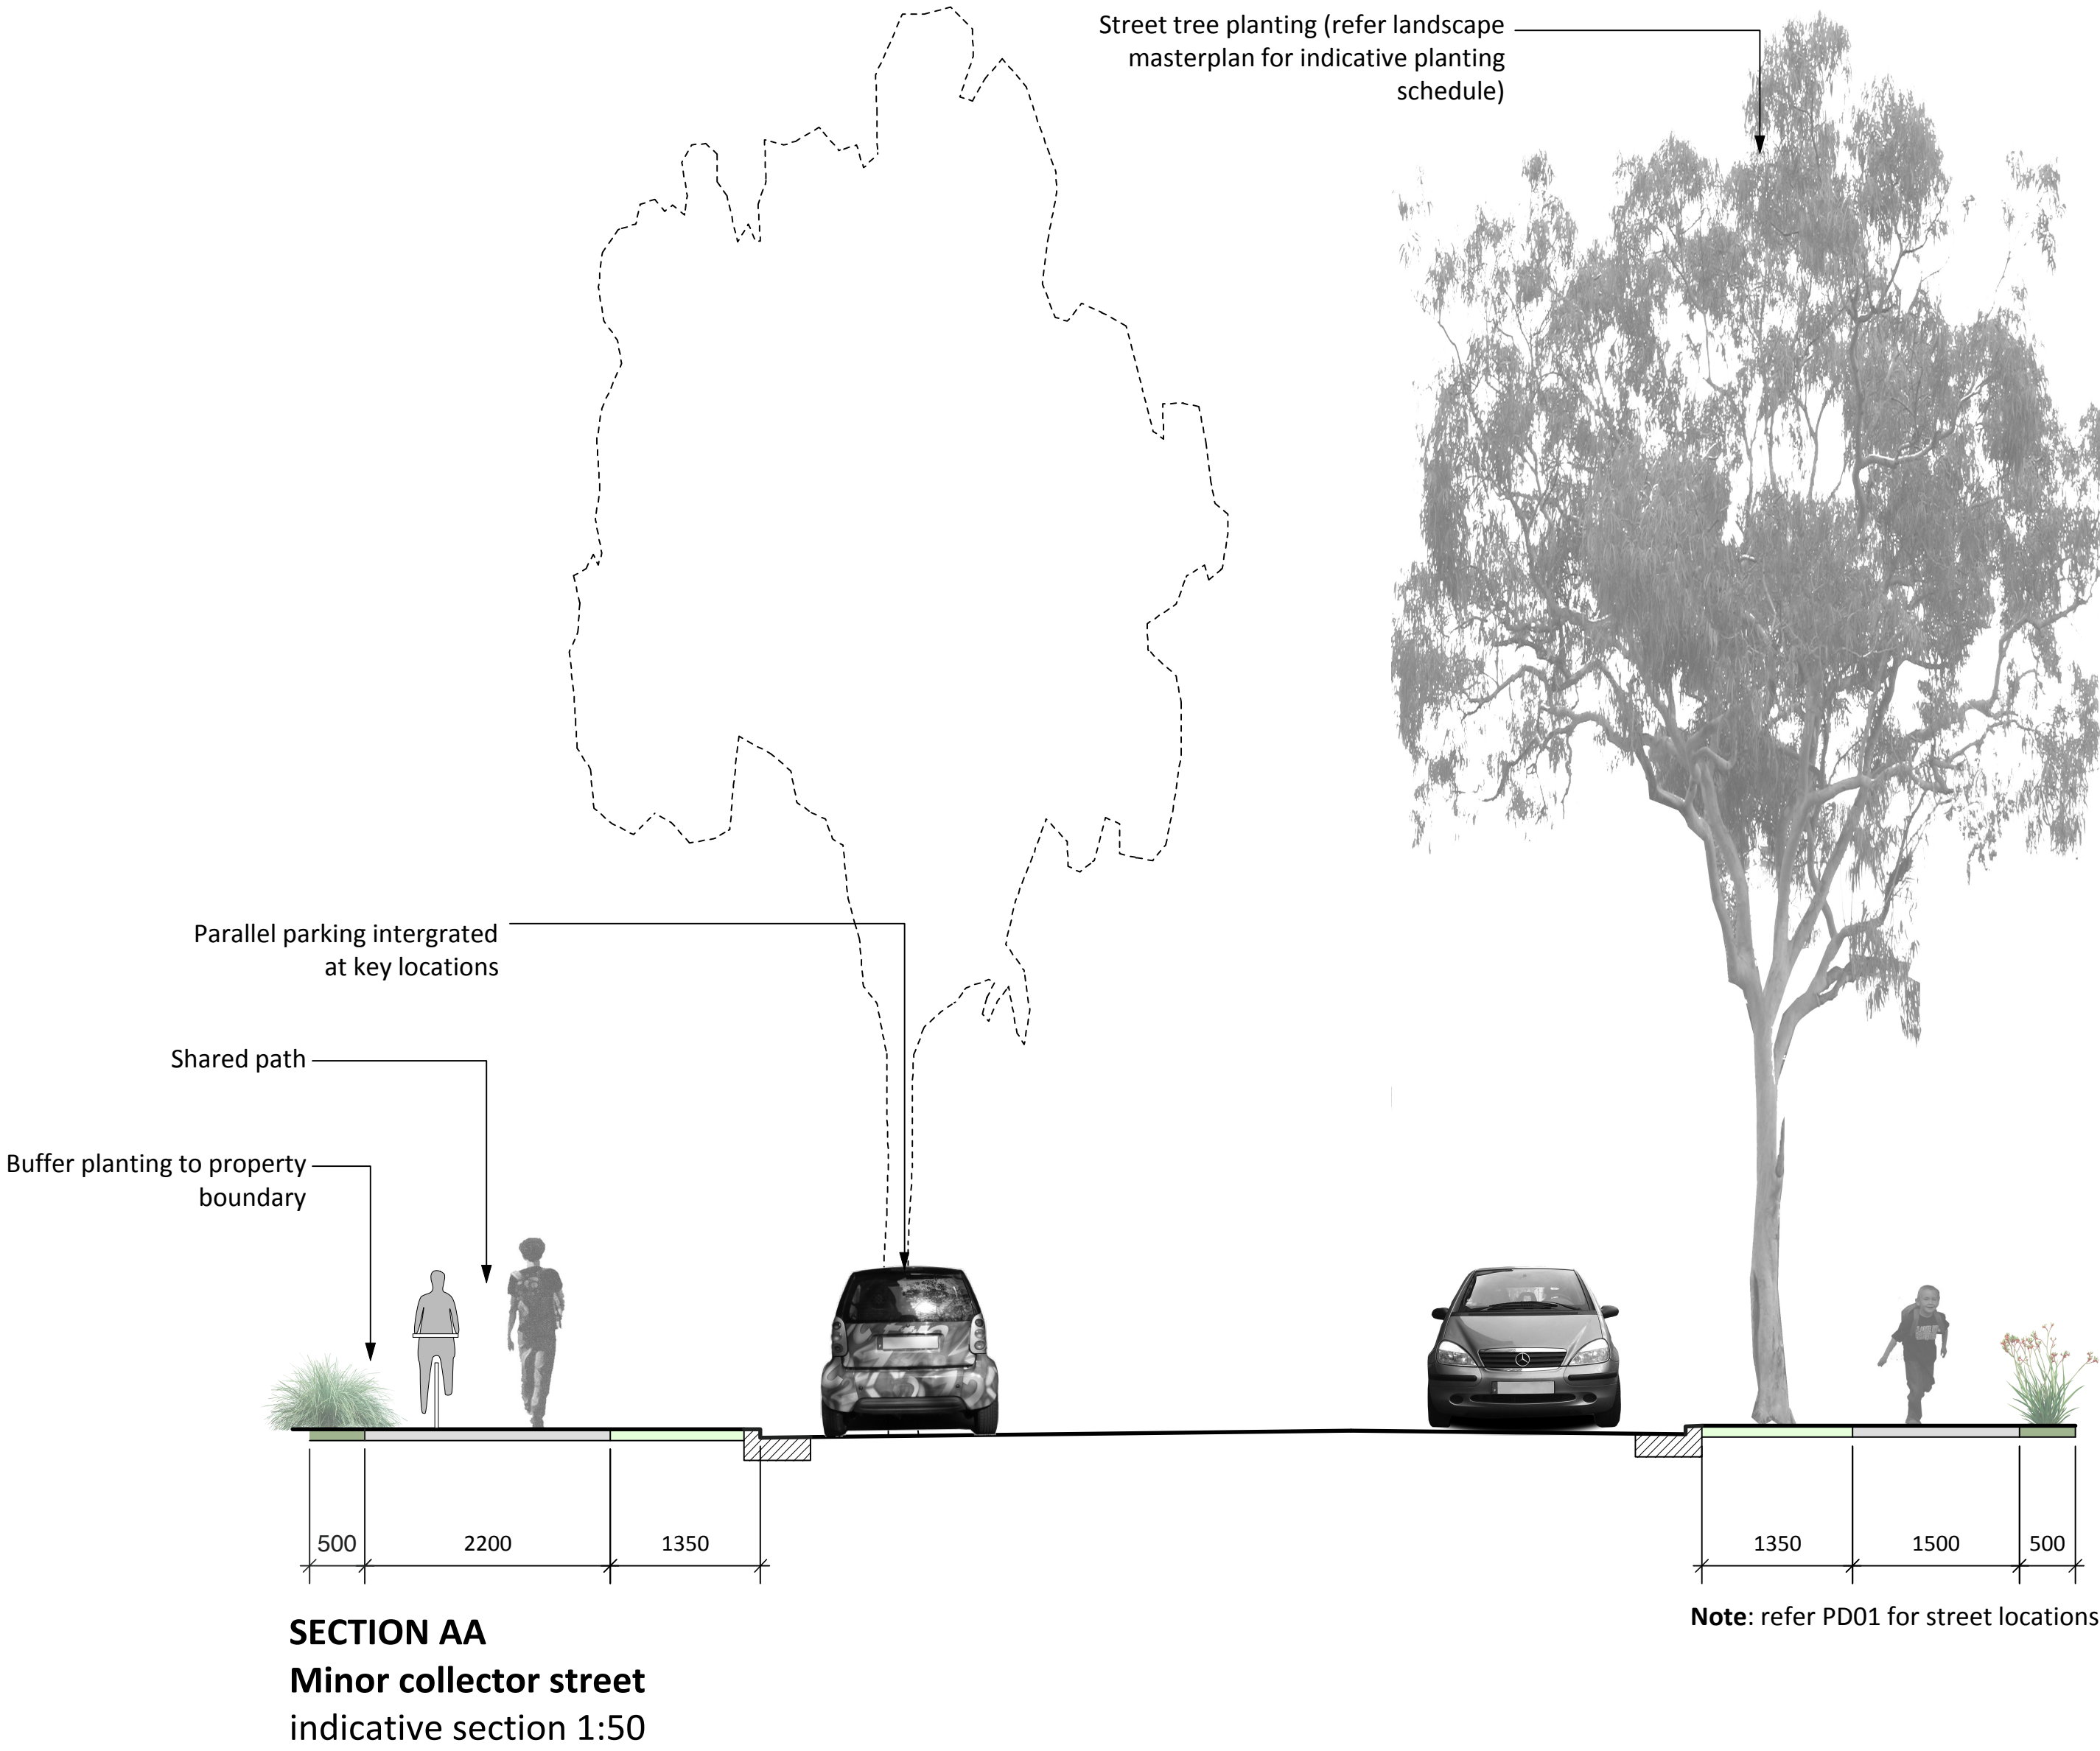 Street tree planting (refer landscape
masterplan for indicative planting
schedule)
Parallel parking intergrated
at key locations
Shared path
Buffer planting to property
boundary
500 2200 1350
1350 1500 500
Note: refer PD01 for street locations
SECTION AA
Minor collector street
indicative section 1:50